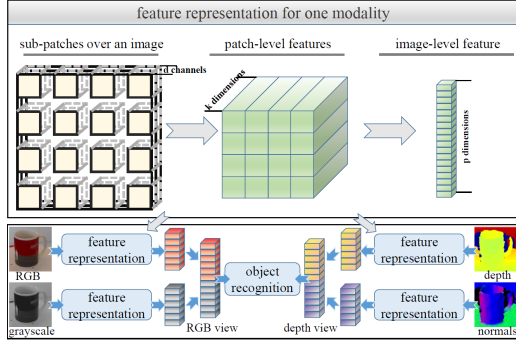 feature representation for one modality
sub-patches over an image
patch-level features
image-level feature
d channels
k dimensions
p dimensions
RGB
feature
representation
grayscale
feature
representation
RGB view
object
recognition
depth view
feature
representation
depth
feature
representation
normals